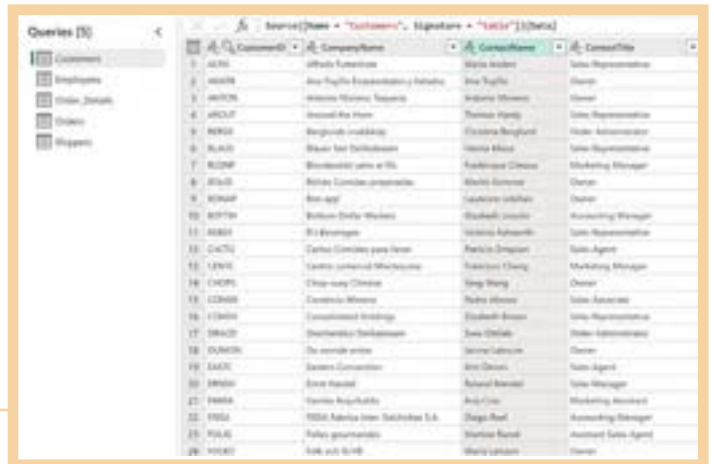 Queries [5]
Customers
Employees
Order_Details
Orders
Shippers
Source{[Name = "Customers", Signature = "table"]}[Data]
CustomerID CompanyName ContactName ContactTitle
1 ALFKI Alfreds Futterkiste Maria Anders Sales Representative
2 ANATR Ana Trujillo Emparedados y helados Ana Trujillo Owner
3 ANTON Antonio Moreno Taquería Antonio Moreno Owner
4 AROUT Around the Horn Thomas Hardy Sales Representative
5 BERGS Berglunds snabbköp Christina Berglund Order Administrator
6 BLAUS Blauer See Delikatessen Hanna Moos Sales Representative
7 BLONP Blondesddsl père et fils Frédérique Citeaux Marketing Manager
8 BOLID Bólido Comidas preparadas Martín Sommer Owner
9 BONAP Bon app' Laurence Lebihan Owner
10 BOTTM Bottom-Dollar Markets Elizabeth Lincoln Accounting Manager
11 BSBEV B's Beverages Victoria Ashworth Sales Representative
12 CACTU Cactus Comidas para llevar Patricio Simpson Sales Agent
13 CENTC Centro comercial Moctezuma Francisco Chang Marketing Manager
14 CHOPS Chop-suey Chinese Yang Wang Owner
15 COMMI Comércio Mineiro Pedro Afonso Sales Associate
16 CONSH Consolidated Holdings Elizabeth Brown Sales Representative
17 DRACD Drachenblut Delikatessen Sven Ottlieb Order Administrator
18 DUMON Du monde entier Janine Labrune Owner
19 EASTC Eastern Connection Ann Devon Sales Agent
20 ERNSH Ernst Handel Roland Mendel Sales Manager
21 FAMIA Familia Arquibaldo Aria Cruz Marketing Assistant
22 FISSA FISSA Fabrica Inter. Salchichas S.A. Diego Roel Accounting Manager
23 FOLIG Folies gourmandes Martine Rancé Assistant Sales Agent
24 FOLKO Folk och fä HB Maria Larsson Owner